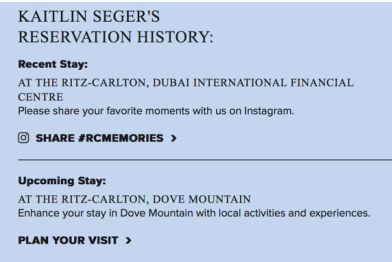 KAITLIN SEGER'S
RESERVATION HISTORY:
Recent Stay:
AT THE RITZ-CARLTON, DUBAI INTERNATIONAL FINANCIAL
CENTRE
Please share your favorite moments with us on Instagram.
SHARE #RCMEMORIES >
Upcoming Stay:
AT THE RITZ-CARLTON, DOVE MOUNTAIN
Enhance your stay in Dove Mountain with local activities and experiences.
PLAN YOUR VISIT >